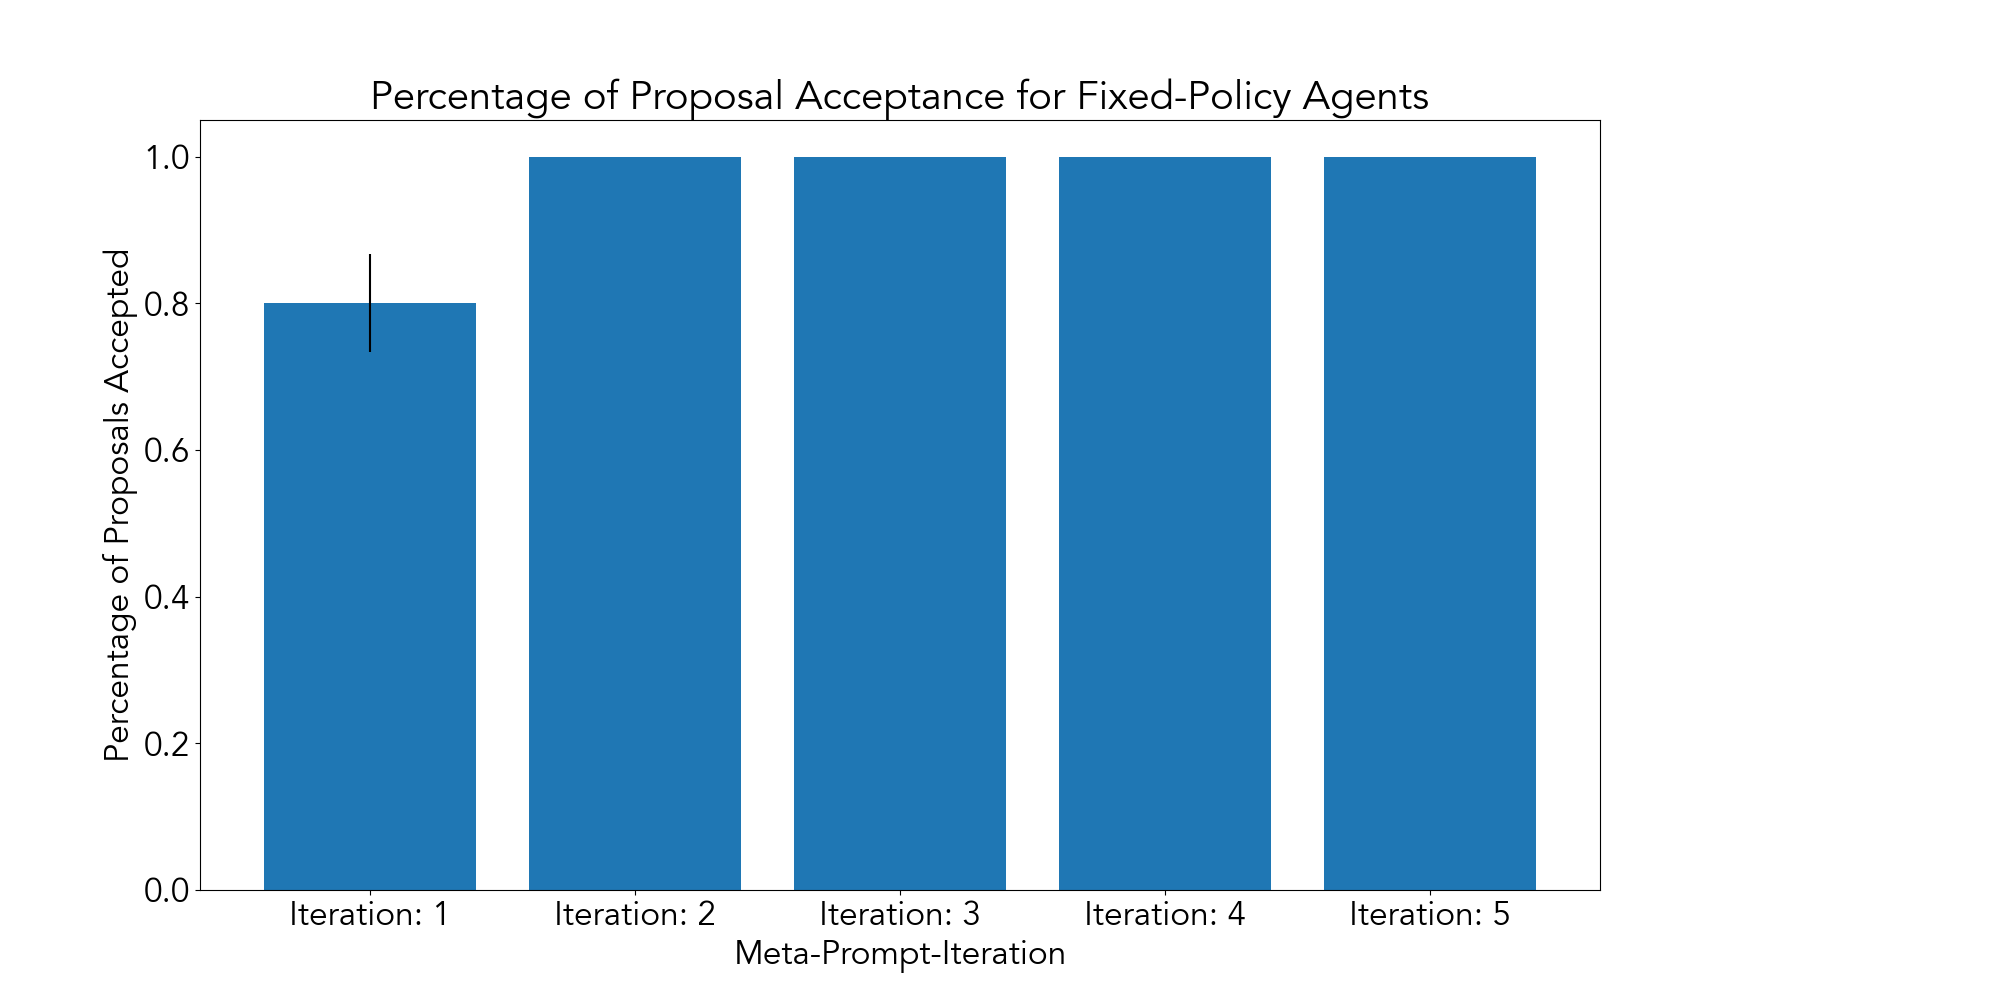 Percentage of Proposal Acceptance for Fixed-Policy Agents
Percentage of Proposals Accepted
1.0
0.8
0.6
0.4
0.2
0.0
Iteration: 1
Iteration: 2
Iteration: 3
Iteration: 4
Iteration: 5
Meta-Prompt-Iteration